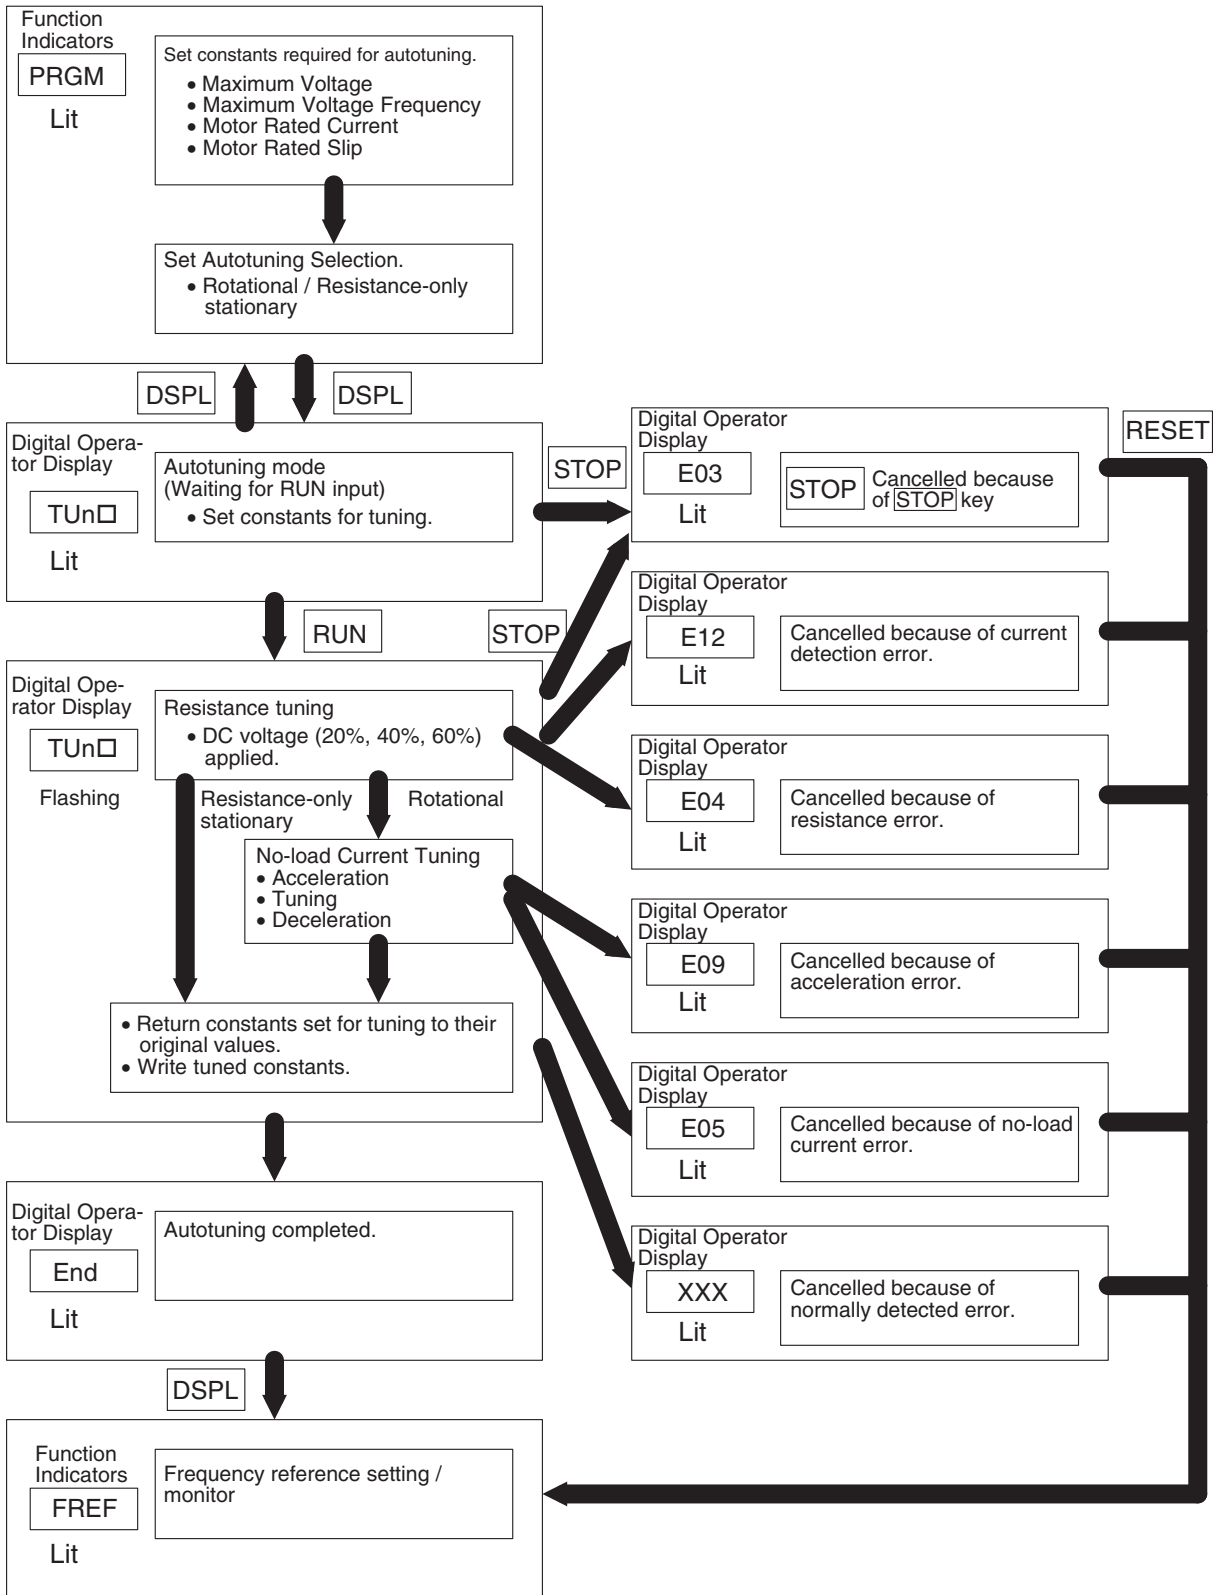 Function
Indicators
PRGM
Lit
Set constants required for autotuning.
• Maximum Voltage
• Maximum Voltage Frequency
• Motor Rated Current
• Motor Rated Slip
Set Autotuning Selection.
• Rotational / Resistance-only
stationary
DSPL
DSPL
Digital Opera-
tor Display
TUn□
Lit
Autotuning mode
(Waiting for RUN input)
• Set constants for tuning.
STOP
Digital Operator
Display
E03
Lit
STOP
Cancelled because
of STOP key
RESET
RUN
STOP
Digital Operator
Display
E12
Lit
Cancelled because of current
detection error.
Digital Ope-
rator Display
TUn□
Flashing
Resistance tuning
• DC voltage (20%, 40%, 60%)
applied.
Resistance-only
stationary
Rotational
Digital Operator
Display
E04
Lit
Cancelled because of
resistance error.
No-load Current Tuning
• Acceleration
• Tuning
• Deceleration
Digital Operator
Display
E09
Lit
Cancelled because of
acceleration error.
• Return constants set for tuning to their
original values.
• Write tuned constants.
Digital Operator
Display
E05
Lit
Cancelled because of no-load
current error.
Digital Opera-
tor Display
End
Lit
Autotuning completed.
Digital Operator
Display
XXX
Lit
Cancelled because of
normally detected error.
DSPL
Function
Indicators
FREF
Lit
Frequency reference setting /
monitor